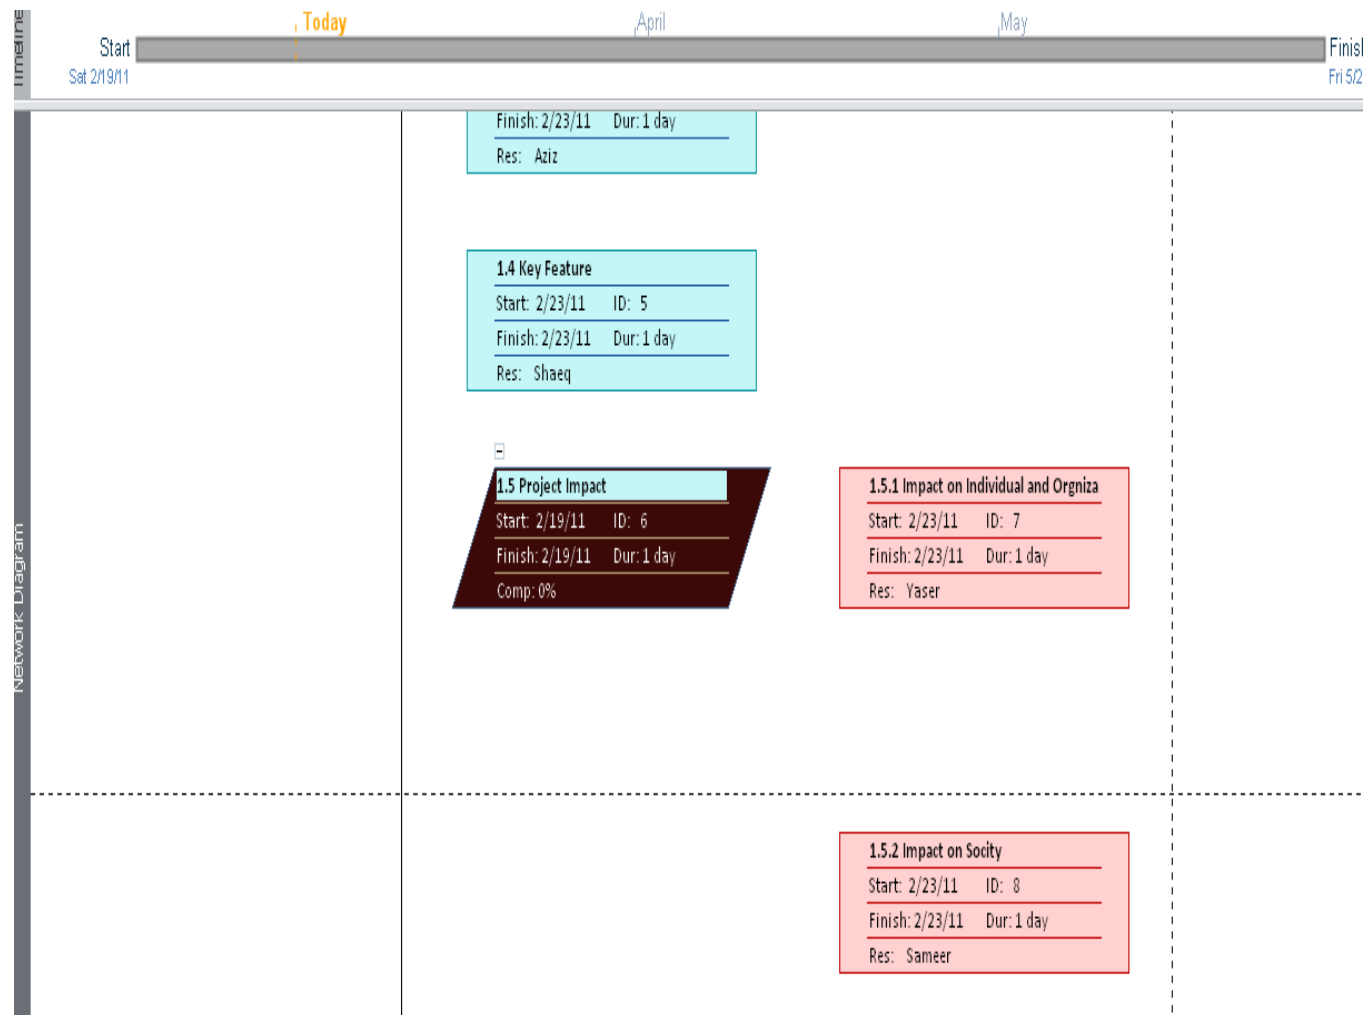 Today
April
May
Timeline
Start
Finish
Sat 2/19/11
Fri 5/2
Network Diagram
Finish: 2/23/11 Dur: 1 day
Res: Aziz
1.4 Key Feature
Start: 2/23/11 ID: 5
Finish: 2/23/11 Dur: 1 day
Res: Shaeq
1.5 Project Impact
Start: 2/19/11 ID: 6
Finish: 2/19/11 Dur: 1 day
Comp: 0%
1.5.1 Impact on Individual and Orgniza
Start: 2/23/11 ID: 7
Finish: 2/23/11 Dur: 1 day
Res: Yaser
1.5.2 Impact on Socity
Start: 2/23/11 ID: 8
Finish: 2/23/11 Dur: 1 day
Res: Sameer